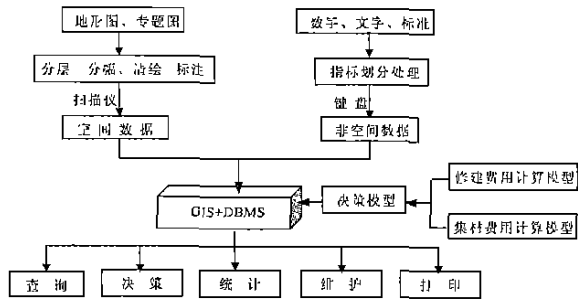 地形图、专题图
数字、文字、标准
分层 分幅、清绘 标注
指标划分处理
扫描仪
键盘
空间数据
非空间数据
修建费用计算模型
GIS+DBMS
决策模型
集材费用计算模型
查询
决策
统计
维护
打印